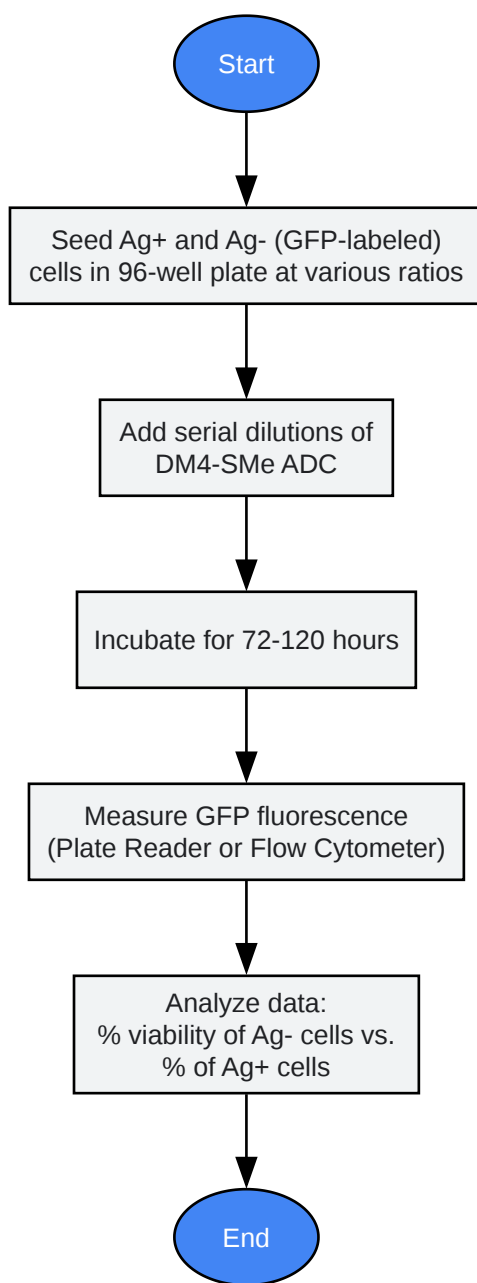 Start
Seed Ag+ and Ag- (GFP-labeled)
cells in 96-well plate at various ratios
Add serial dilutions of
DM4-SMe ADC
Incubate for 72-120 hours
Measure GFP fluorescence
(Plate Reader or Flow Cytometer)
Analyze data:
% viability of Ag- cells vs.
% of Ag+ cells
End